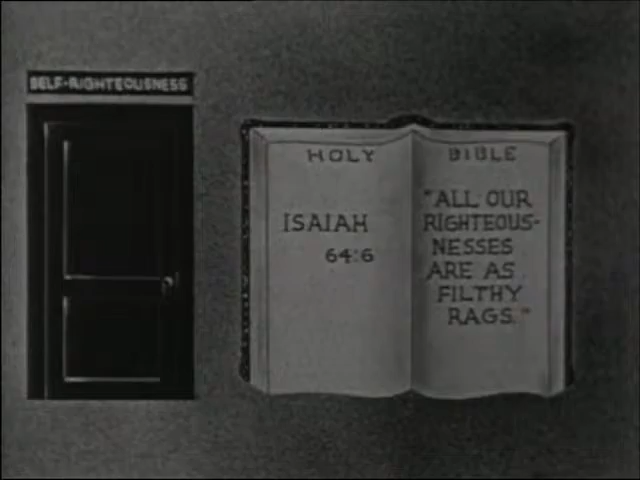 SELF-RIGHTEOUSNESS
HOLY BIBLE
ISAIAH
64:6
"ALL OUR
RIGHTEOUS-
NESSES
ARE AS
FILTHY
RAGS."